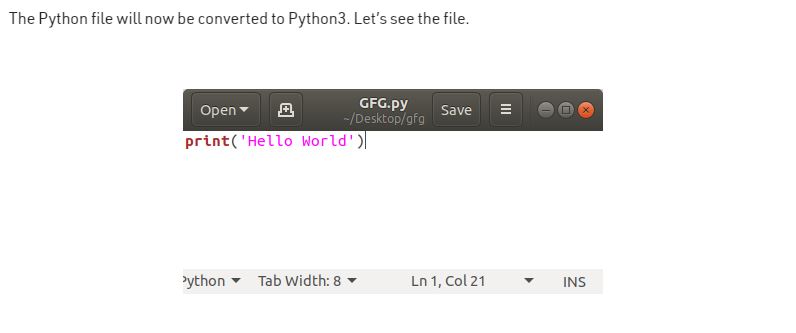 The Python file will now be converted to Python3. Let's see the file.
Open
GFG.py
~/Desktop/gfg
Save
print('Hello World')
Python
Tab Width: 8
Ln 1, Col 21
INS